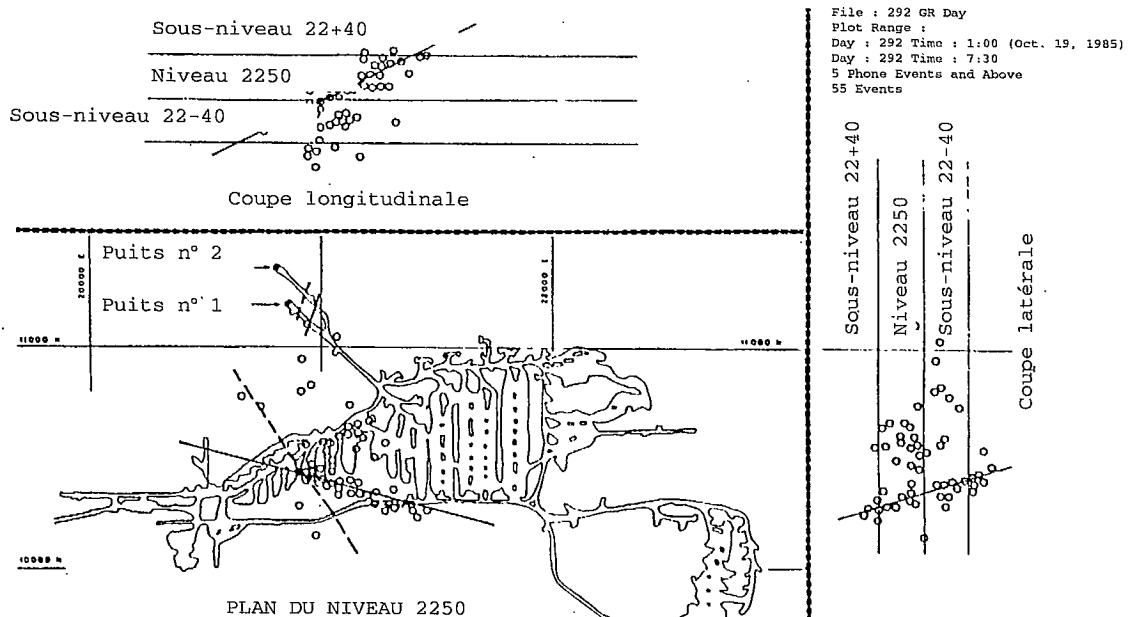 Sous-niveau 22+40
Niveau 2250
Sous-niveau 22-40
Coupe longitudinale
File : 292 GR Day
Plot Range :
Day : 292 Time : 1:00 (Oct. 19, 1985)
Day : 292 Time : 7:30
5 Phone Events and Above
55 Events
Sous-niveau 22+40
Niveau 2250
Sous-niveau 22-40
Coupe latérale
Puits n° 2
Puits n° 1
20000 E
22000 E
11000 N
11000 N
10000 N
PLAN DU NIVEAU 2250